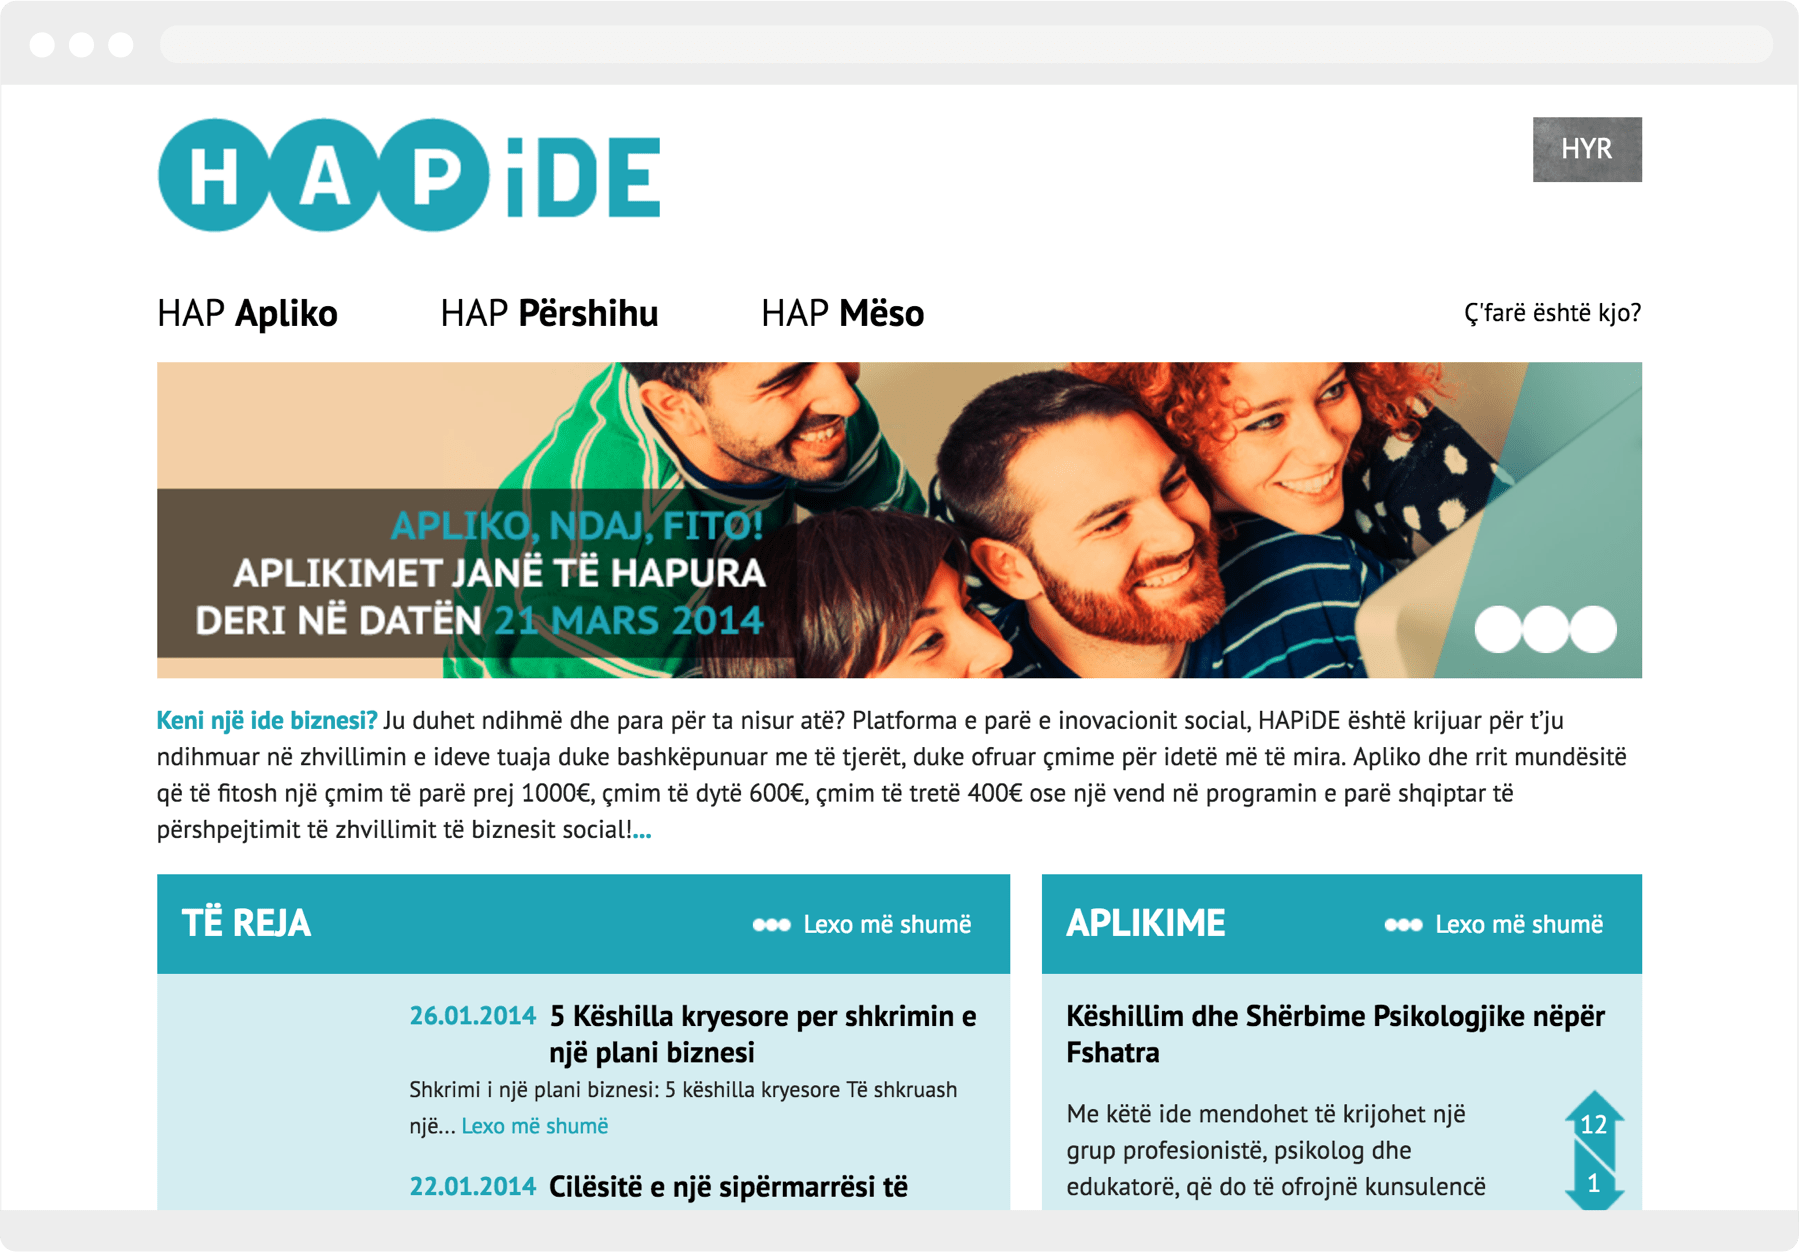 HAP iDE
HYR
HAP Apliko
HAP Përshihu
HAP Mëso
Ç'farë është kjo?
APLIKO, NDAJ, FITO!
APLIKIMET JANË TË HAPURA
DERI NË DATËN 21 MARS 2014
Keni një ide biznesi? Ju duhet ndihmë dhe para për ta nisur atë? Platforma e parë e inovacionit social, HAPiDE është krijuar për t’ju
ndihmuar në zhvillimin e ideve tuaja duke bashkëpunuar me të tjerët, duke ofruar çmime për idetë më të mira. Apliko dhe rrit mundësitë
që të fitosh një çmim të parë prej 1000€, çmim të dytë 600€, çmim të tretë 400€ ose një vend në programin e parë shqiptar të
përshpejtimit të zhvillimit të biznesit social!...
TË REJA
Lexo më shumë
26.01.2014 5 Këshilla kryesore per shkrimin e
një plani biznesi
Shkrimi i një plani biznesi: 5 këshilla kryesore Të shkruash
një... Lexo më shumë
22.01.2014 Cilësitë e një sipërmarrësi të
APLIKIME
Lexo më shumë
Këshillim dhe Shërbime Psikologjike nëpër
Fshatra
Me këtë ide mendohet të krijohet një
grup profesionistë, psikolog dhe
edukatorë, që do të ofrojnë kunsulencë
12
1